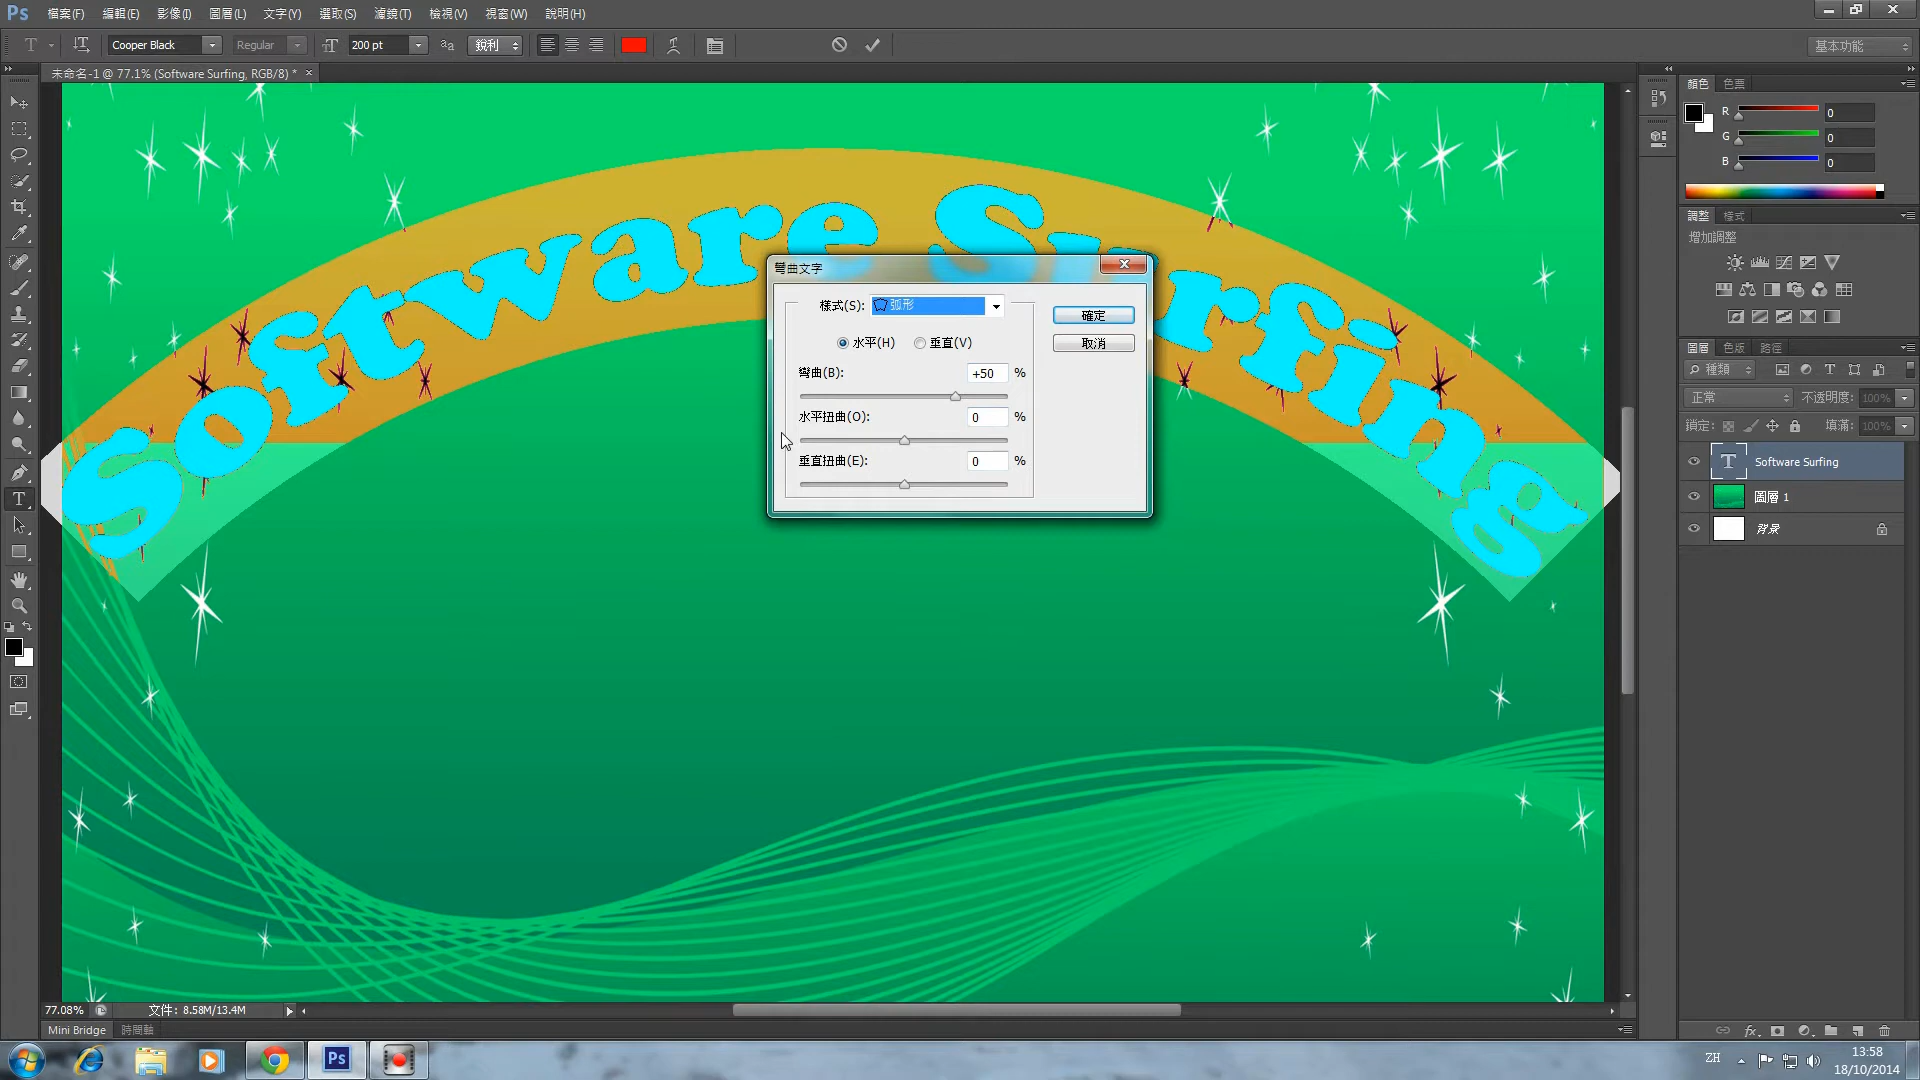 Ps 檔案(F) 編輯(E) 影像(I) 圖層(L) 文字(Y) 選取(S) 濾鏡(T) 檢視(V) 視窗(W) 說明(H)
T Cooper Black Regular 200 pt aa 銳利 基本功能
未命名-1 @ 77.1% (Software Surfing, RGB/8) * ×
顏色 色票
R 0
G 0
B 0
調整 樣式
增加調整
Software Surfing
彎曲文字
樣式(S): 弧形
確定
水平(H) 垂直(V)
取消
彎曲(B): +50 %
水平扭曲(O): 0 %
垂直扭曲(E): 0 %
圖層 色版 路徑
種類
正常 不透明度: 100%
鎖定: 填滿: 100%
T Software Surfing
圖層 1
背景
77.08% 文件: 8.58M/13.4M
Mini Bridge 時間軸
fx
Ps
ZH
13:58
18/10/2014